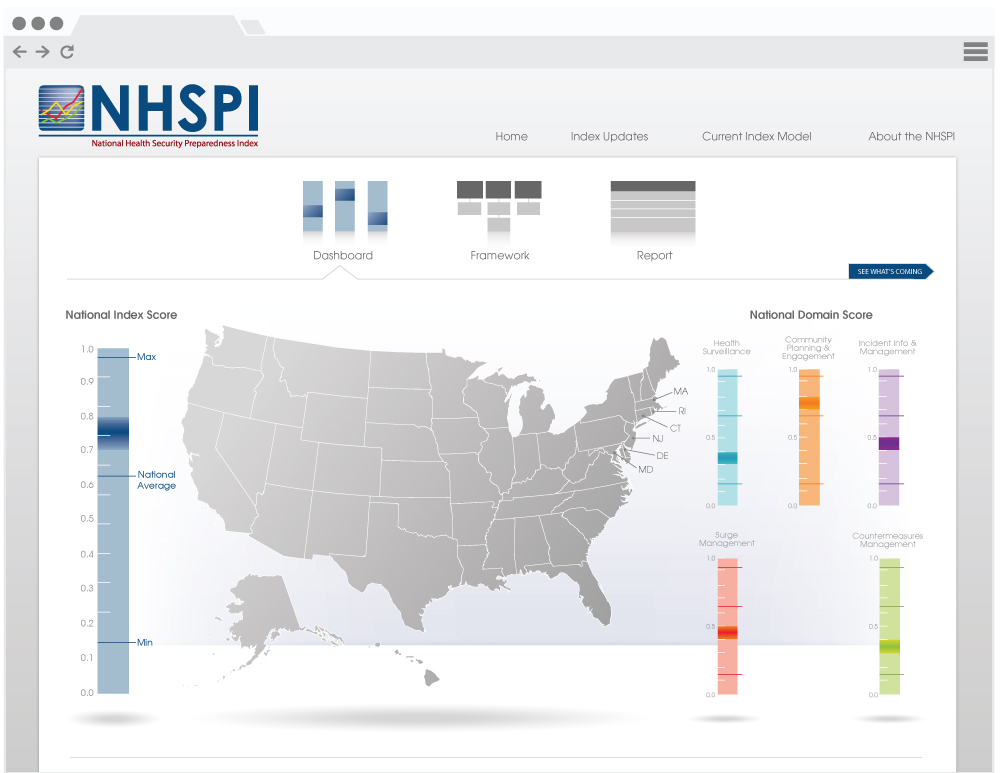 NHSPI
National Health Security Preparedness Index
Home
Index Updates
Current Index Model
About the NHSPI
Dashboard
Framework
Report
SEE WHAT'S COMING
National Index Score
1.0
Max
0.9
0.8
0.7
National
Average
0.6
0.5
0.4
0.3
0.2
Min
0.1
0.0
MA
RI
CT
NJ
DE
MD
National Domain Score
Health
Surveillance
1.0
0.5
0.0
Community
Planning &
Engagement
1.0
0.5
0.0
Incident Info &
Management
1.0
0.5
0.0
Surge
Management
1.0
0.5
0.0
Countermeasures
Management
1.0
0.5
0.0